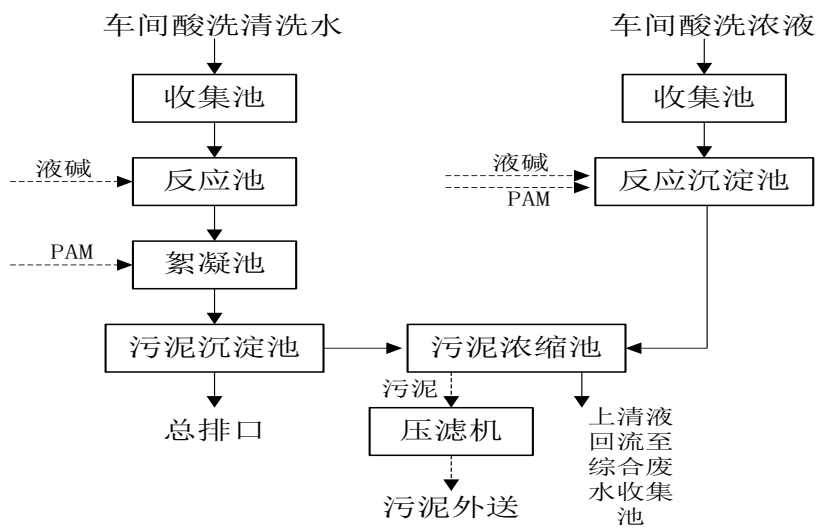 车间酸洗清洗水
车间酸洗浓液
收集池
收集池
液碱
反应池
液碱
PAM
反应沉淀池
PAM
絮凝池
污泥沉淀池
污泥浓缩池
污泥
总排口
压滤机
上清液
回流至
综合废
水收集
池
污泥外送